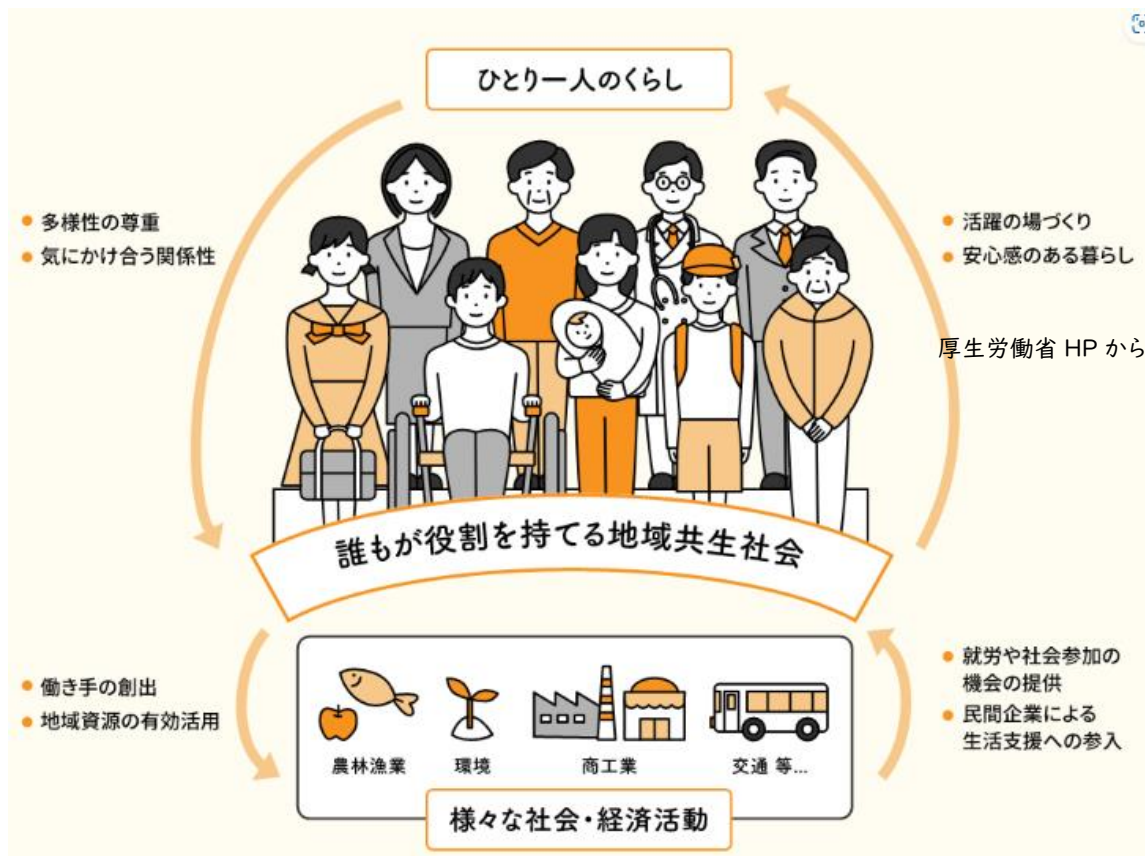 ひとり一人のくらし
● 多様性の尊重
● 気にかけ合う関係性
● 活躍の場づくり
● 安心感のある暮らし
厚生労働省 HP から
誰もが役割を持てる地域共生社会
● 働き手の創出
● 地域資源の有効活用
● 就労や社会参加の
機会の提供
● 民間企業による
生活支援への参入
農林漁業
環境
商工業
交通 等...
様々な社会・経済活動